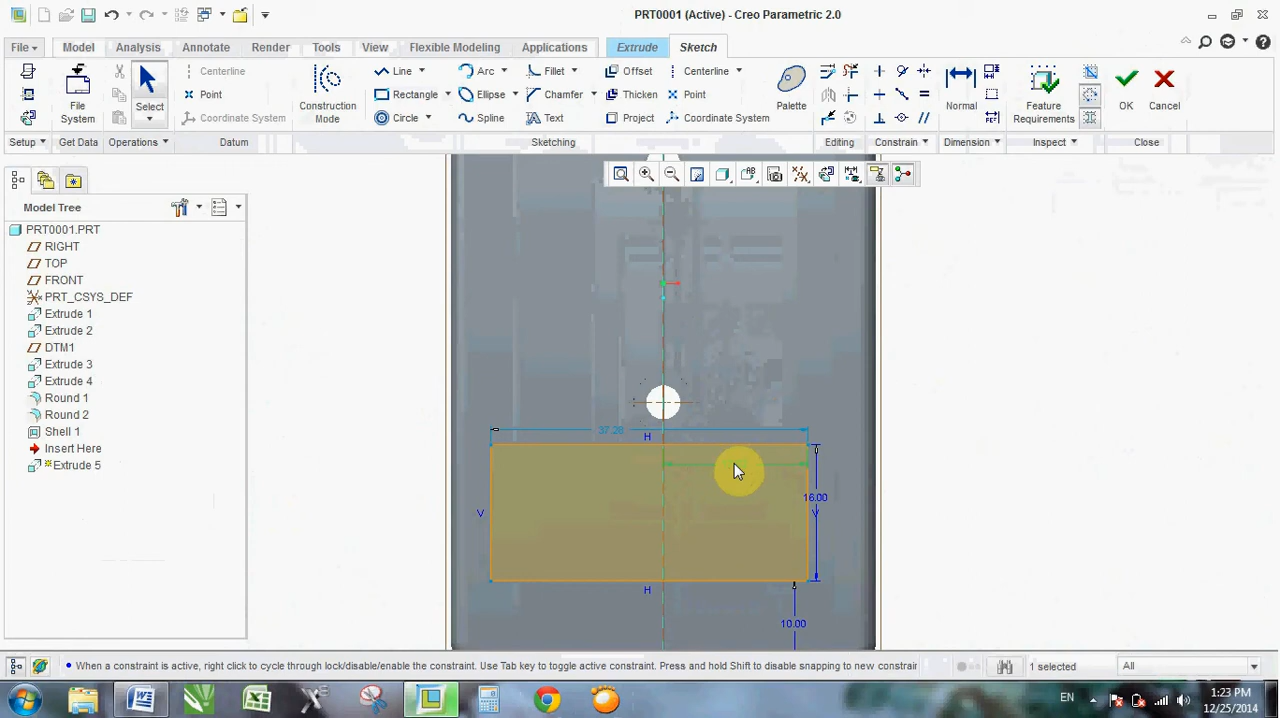 PRT0001 (Active) - Creo Parametric 2.0
File Model Analysis Annotate Render Tools View Flexible Modeling Applications Extrude Sketch
Centerline Line Arc Fillet Offset Centerline
Point Rectangle Ellipse Chamfer Thicken Point
Coordinate System Circle Spline Text Project Coordinate System
File System Select Construction Mode Palette Normal Feature Requirements OK Cancel
Setup Get Data Operations Datum Sketching Editing Constrain Dimension Inspect Close
Model Tree
PRT0001.PRT
RIGHT
TOP
FRONT
PRT_CSYS_DEF
Extrude 1
Extrude 2
DTM1
Extrude 3
Extrude 4
Round 1
Round 2
Shell 1
Insert Here
Extrude 5
37.28
H
16.00
V
V
H
10.00
When a constraint is active, right click to cycle through lock/disable/enable the constraint. Use Tab key to toggle active constraint. Press and hold Shift to disable snapping to new constrain
1 selected
All
EN
1:23 PM
12/25/2014